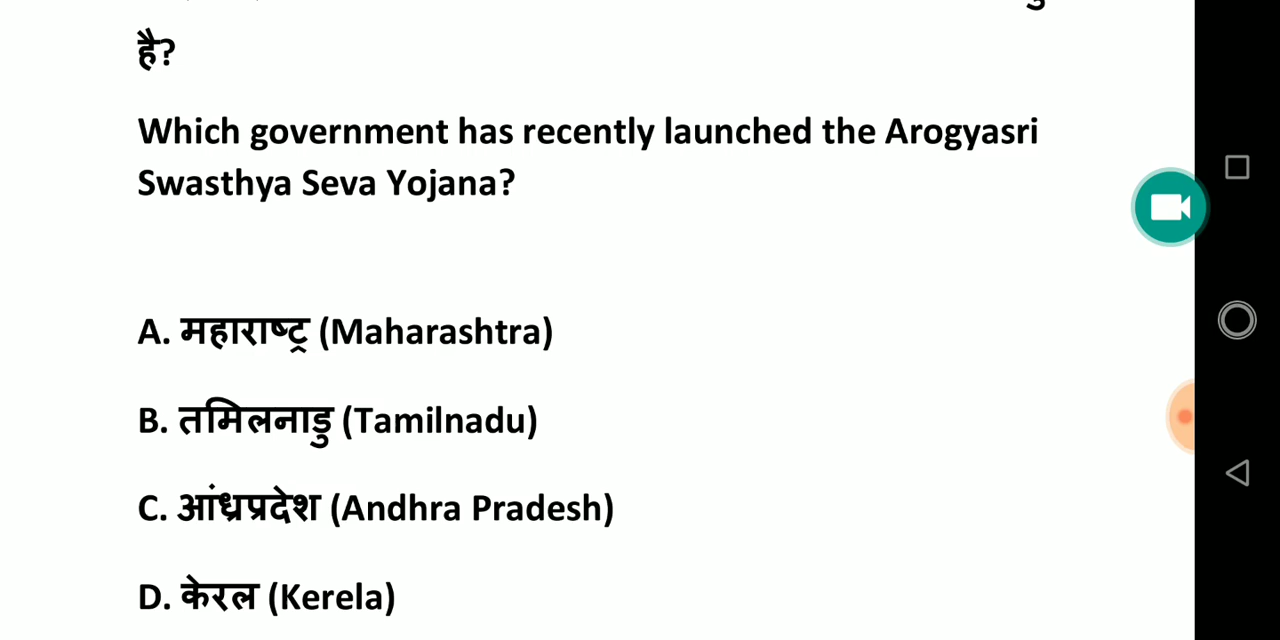 है?
Which government has recently launched the Arogyasri
Swasthya Seva Yojana?
A. महाराष्ट्र (Maharashtra)
B. तमिलनाडु (Tamilnadu)
C. आंध्रप्रदेश (Andhra Pradesh)
D. केरल (Kerela)